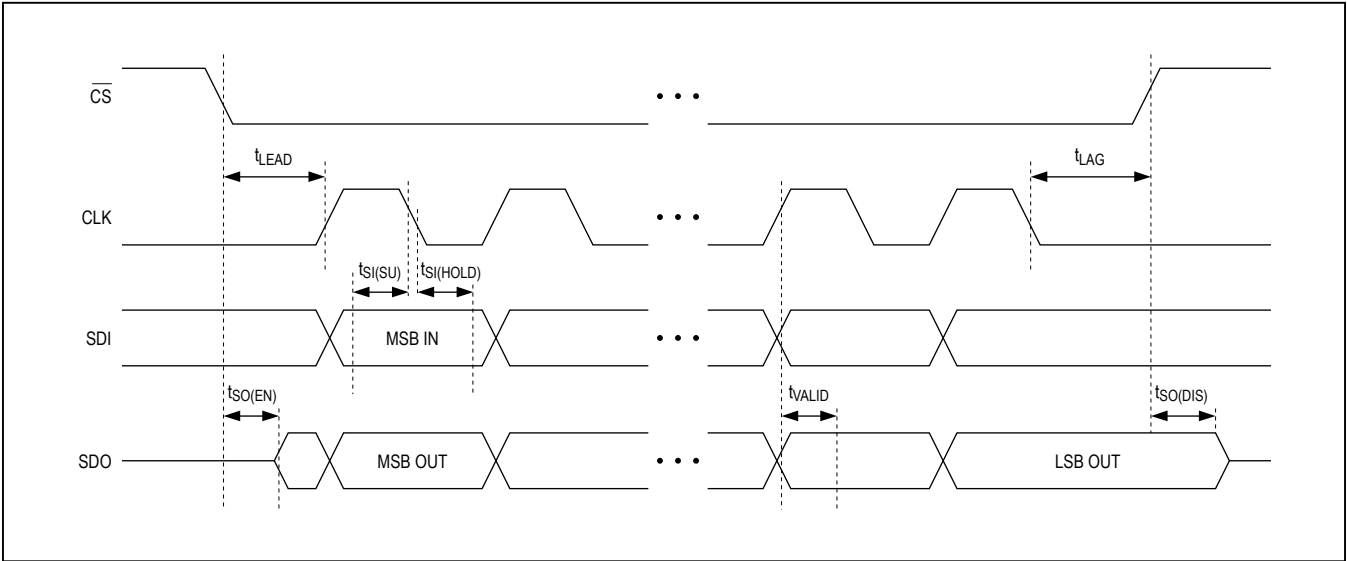 CS
tLEAD
tLAG
CLK
tSI(SU)
tSI(HOLD)
SDI
MSB IN
tSO(EN)
tVALID
tSO(DIS)
SDO
MSB OUT
LSB OUT